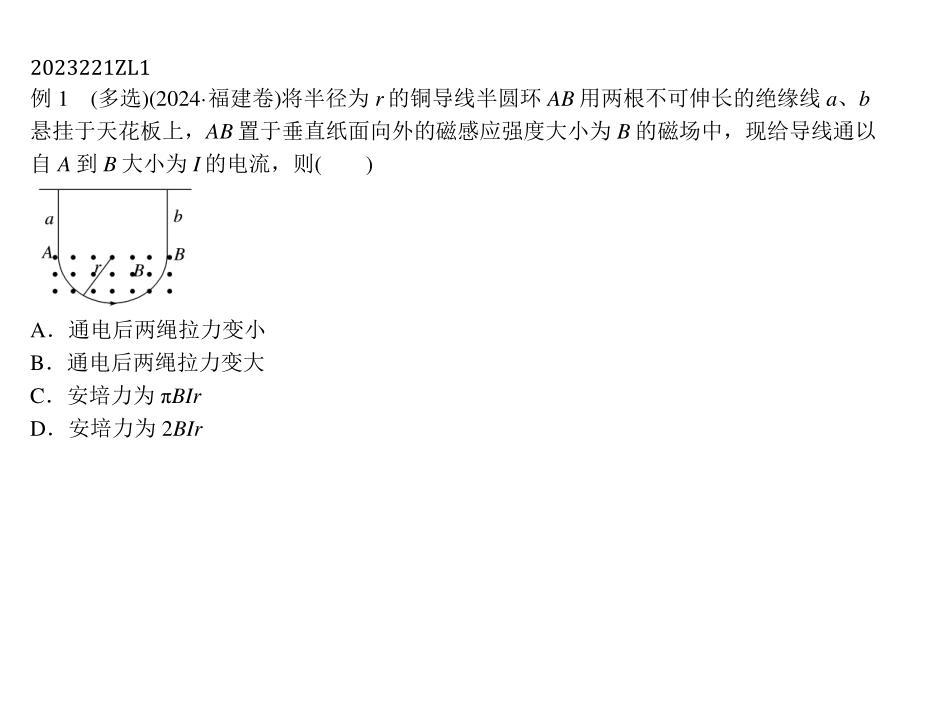 2023221ZL1
例 1 (多选)(2024·福建卷)将半径为 r 的铜导线半圆环 AB 用两根不可伸长的绝缘线 a、b
悬挂于天花板上，AB 置于垂直纸面向外的磁感应强度大小为 B 的磁场中，现给导线通以
自 A 到 B 大小为 I 的电流，则(　　)
a b
A B
r B
A．通电后两绳拉力变小
B．通电后两绳拉力变大
C．安培力为 πBIr
D．安培力为 2BIr